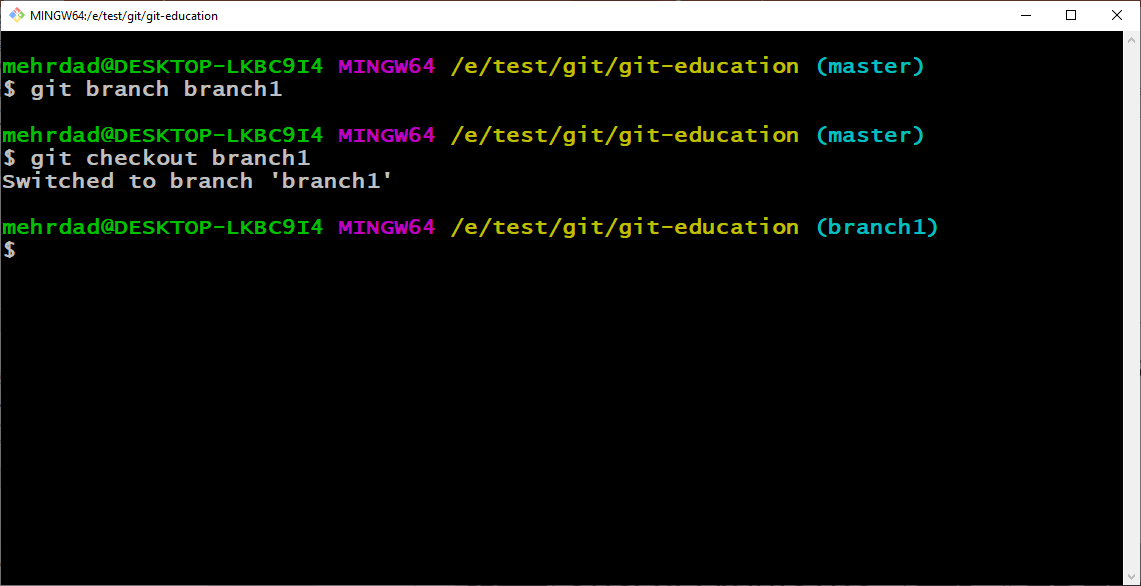 MINGW64:/e/test/git/git-education
mehrdad@DESKTOP-LKBC9I4 MINGW64 /e/test/git/git-education (master)
$ git branch branch1
mehrdad@DESKTOP-LKBC9I4 MINGW64 /e/test/git/git-education (master)
$ git checkout branch1
Switched to branch 'branch1'
mehrdad@DESKTOP-LKBC9I4 MINGW64 /e/test/git/git-education (branch1)
$